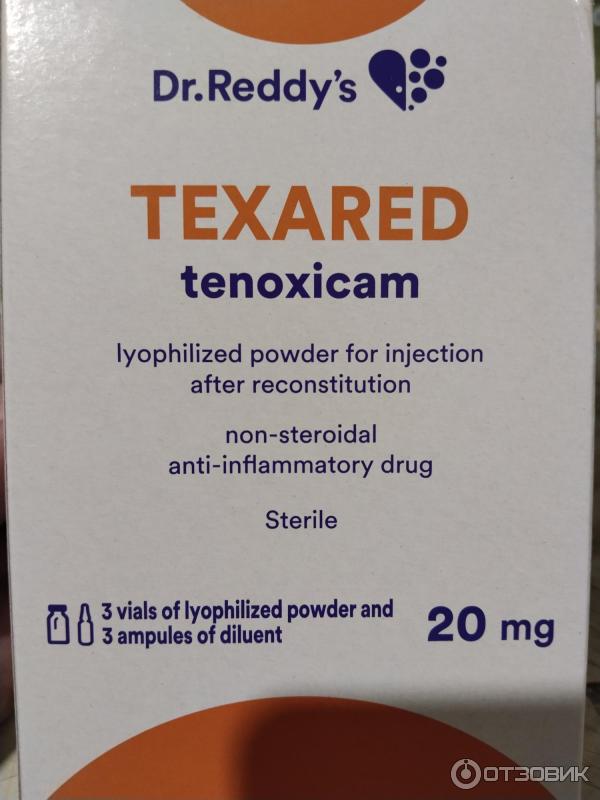 Dr.Reddy's
TEXARED
tenoxicam
lyophilized powder for injection
after reconstitution
non-steroidal
anti-inflammatory drug
Sterile
3 vials of lyophilized powder and
3 ampules of diluent
20 mg
ОТЗОВИК